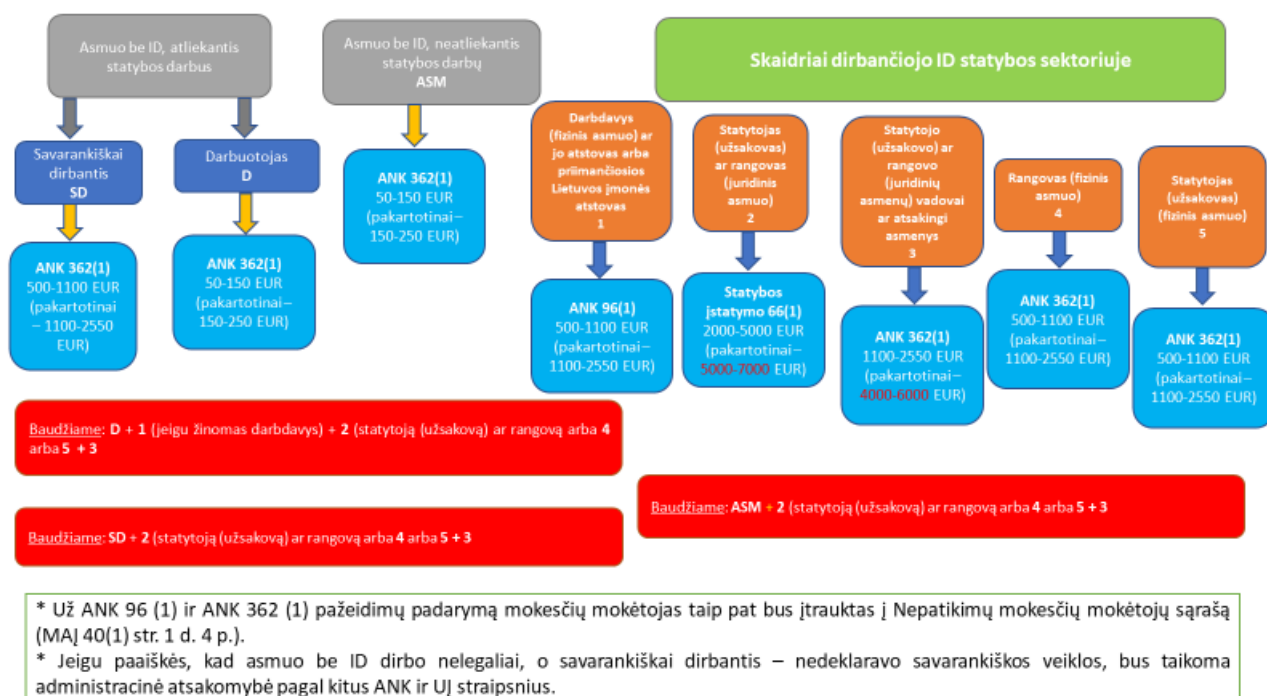 Asmuo be ID, atliekantis
statybos darbus
Asmuo be ID, neatliekantis
statybos darbų
ASM
Skaidriai dirbančiojo ID statybos sektoriuje
Savarankiškai
dirbantis
SD
Darbuotojas
D
ANK 362(1)
500-1100 EUR
(pakartotinai
– 1100-2550
EUR)
ANK 362(1)
50-150 EUR
(pakartotinai–
150-250 EUR)
ANK 362(1)
50-150 EUR
(pakartotinai–
150-250 EUR)
Darbdavys
(fizinis asmuo) ar
jo atstovas arba
priimančiosios
Lietuvos įmonės
atstovas
1
Statytojas
(užsakovas)
ar rangovas
(juridinis
asmuo)
2
Statytojo
(užsakovo) ar
rangovo
(juridinių
asmenų) vadovai
ar atsakingi
asmenys
3
Rangovas (fizinis
asmuo)
4
Statytojas
(užsakovas)
(fizinis asmuo)
5
ANK 96(1)
500-1100 EUR
(pakartotinai–
1100-2550 EUR)
Statybos
įstatymo 66(1)
2000-5000 EUR
(pakartotinai–
5000-7000 EUR)
ANK 362(1)
1100-2550 EUR
(pakartotinai–
4000-6000 EUR)
ANK 362(1)
500-1100 EUR
(pakartotinai–
1100-2550 EUR)
ANK 362(1)
500-1100 EUR
(pakartotinai–
1100-2550 EUR)
Baudžiame: D + 1 (jeigu žinomas darbdavys) + 2 (statytoją (užsakovą) ar rangovą arba 4
arba 5 + 3
Baudžiame: SD + 2 (statytoją (užsakovą) ar rangovą arba 4 arba 5 + 3
Baudžiame: ASM + 2 (statytoją (užsakovą) ar rangovą arba 4 arba 5 + 3
* Už ANK 96 (1) ir ANK 362 (1) pažeidimų padarymą mokesčių mokėtojas taip pat bus įtrauktas į Nepatikimų mokesčių mokėtojų sąrašą
(MAĮ 40(1) str. 1 d. 4 p.).
* Jeigu paaiškės, kad asmuo be ID dirbo nelegaliai, o savarankiškai dirbantis – nedeklaravo savarankiškos veiklos, bus taikoma
administracinė atsakomybė pagal kitus ANK ir UĮ straipsnius.